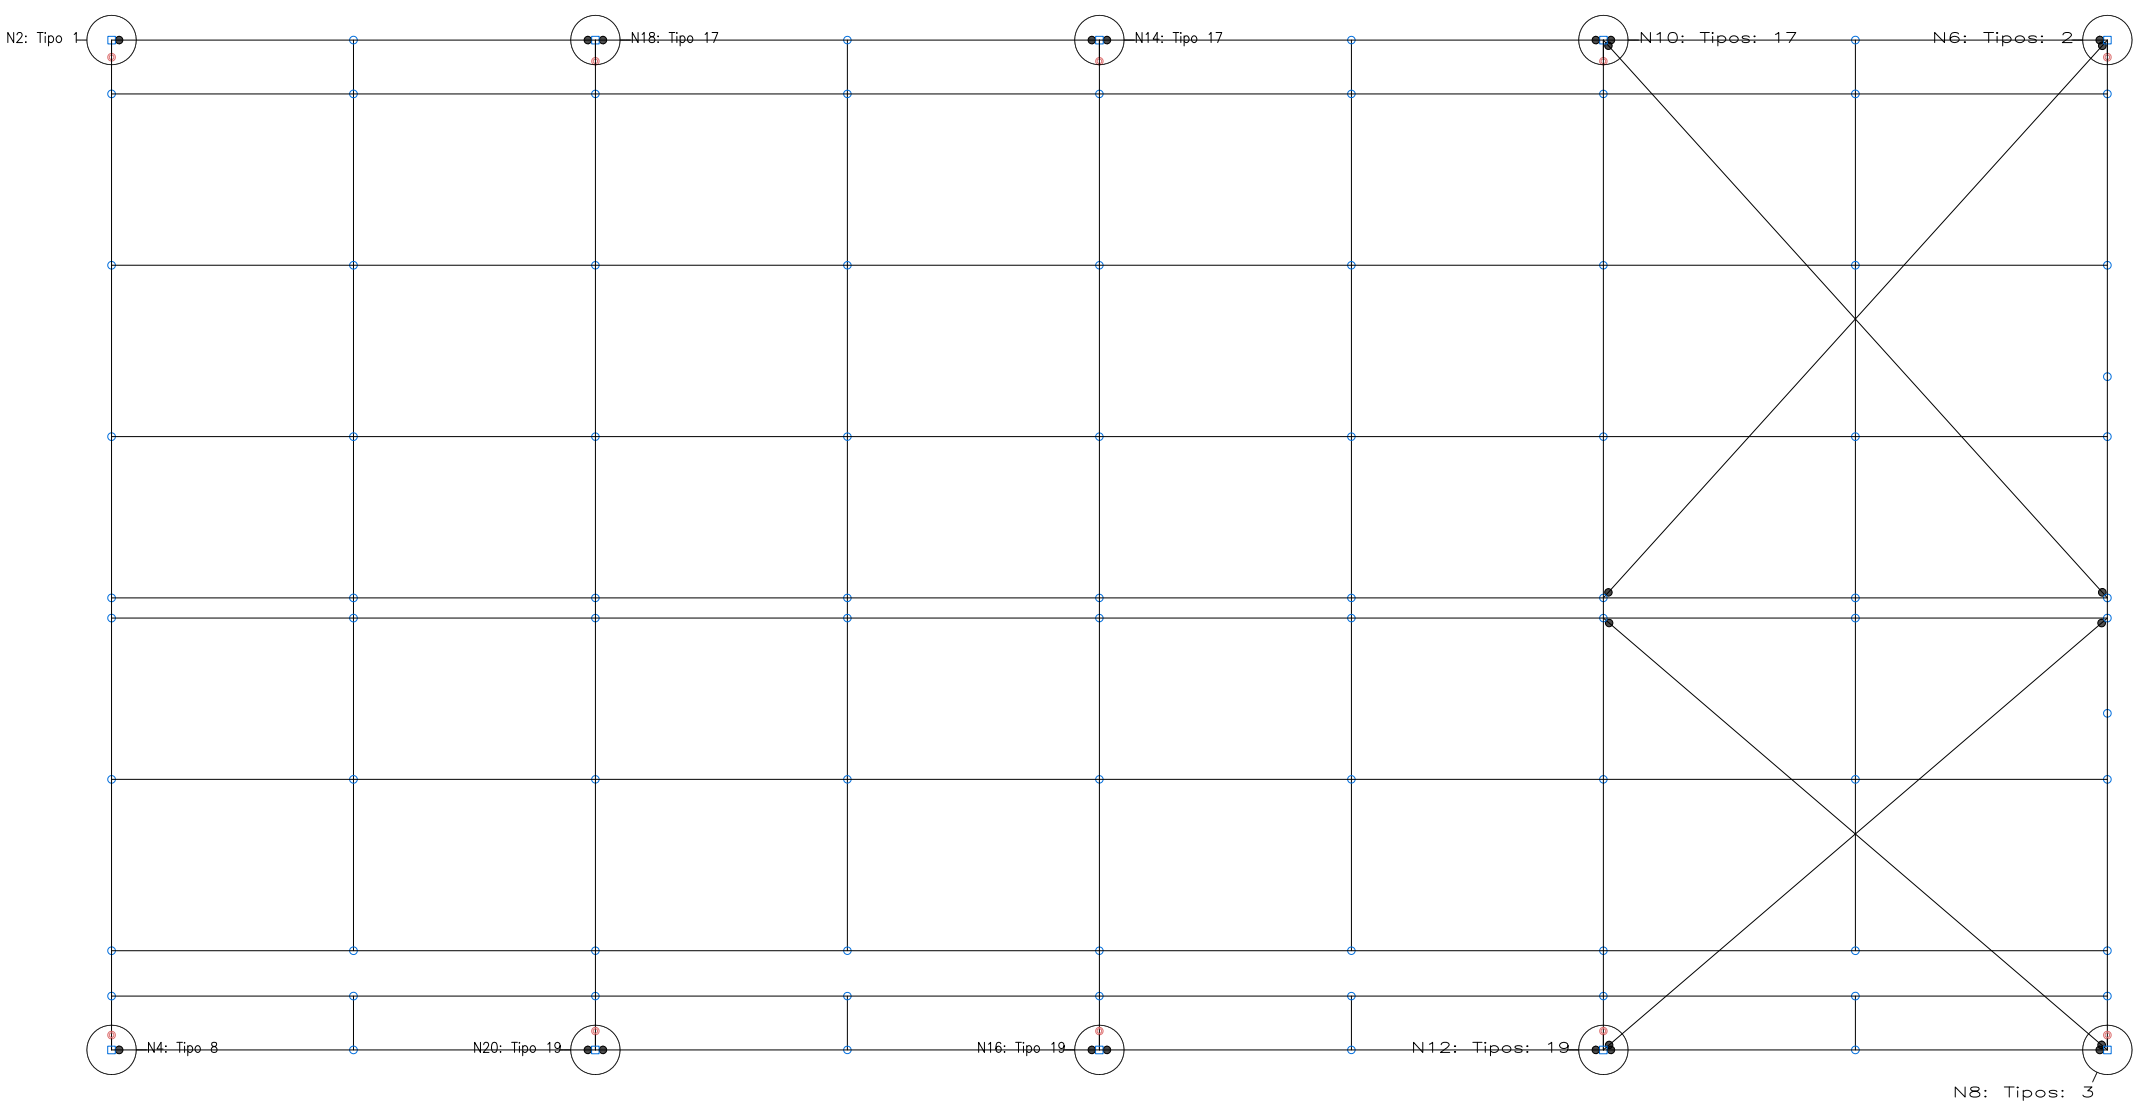 N2: Tipo 1
N18: Tipo 17
N14: Tipo 17
N10: Tipos: 17
N6: Tipos: 2
N4: Tipo 8
N20: Tipo 19
N16: Tipo 19
N12: Tipos: 19
N8: Tipos: 3